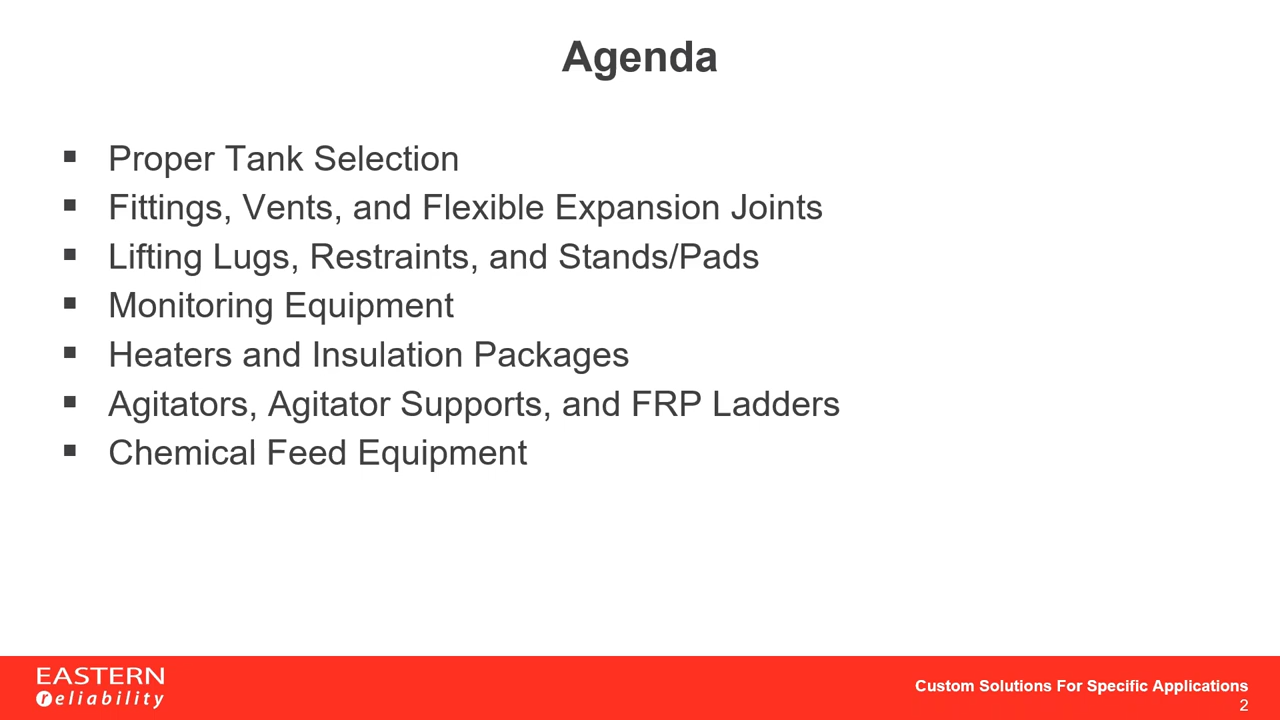 Agenda
▪ Proper Tank Selection
▪ Fittings, Vents, and Flexible Expansion Joints
▪ Lifting Lugs, Restraints, and Stands/Pads
▪ Monitoring Equipment
▪ Heaters and Insulation Packages
▪ Agitators, Agitator Supports, and FRP Ladders
▪ Chemical Feed Equipment
EASTERN
reliability
Custom Solutions For Specific Applications
2